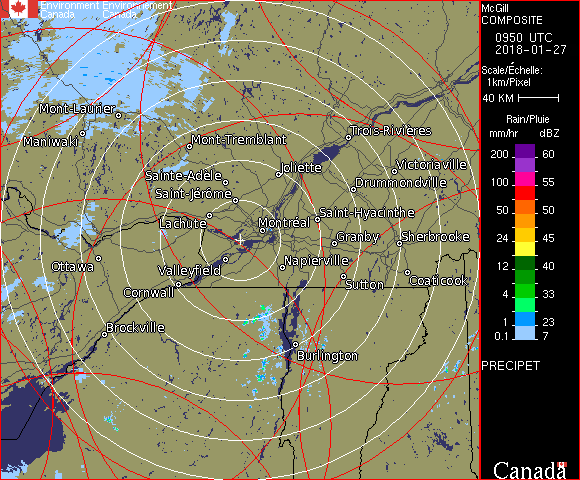 Environment Environnement
Canada Canada
McGill
COMPOSITE
0950 UTC
2018-01-27
Scale/Échelle:
1km/Pixel
40 KM
Rain/Pluie
mm/hr dBZ
200 60
100 55
50 50
24 45
12 40
4 33
1 23
0.1 7
PRECIPET
Canada
Mont-Laurier
Maniwaki
Mont-Tremblant
Trois-Rivières
Sainte-Adèle
Joliette
Victoriaville
Saint-Jérôme
Drummondville
Lachute
Montréal
Saint-Hyacinthe
Granby
Sherbrooke
Ottawa
Valleyfield
Napierville
Cornwall
Sutton
Coaticook
Brockville
Burlington